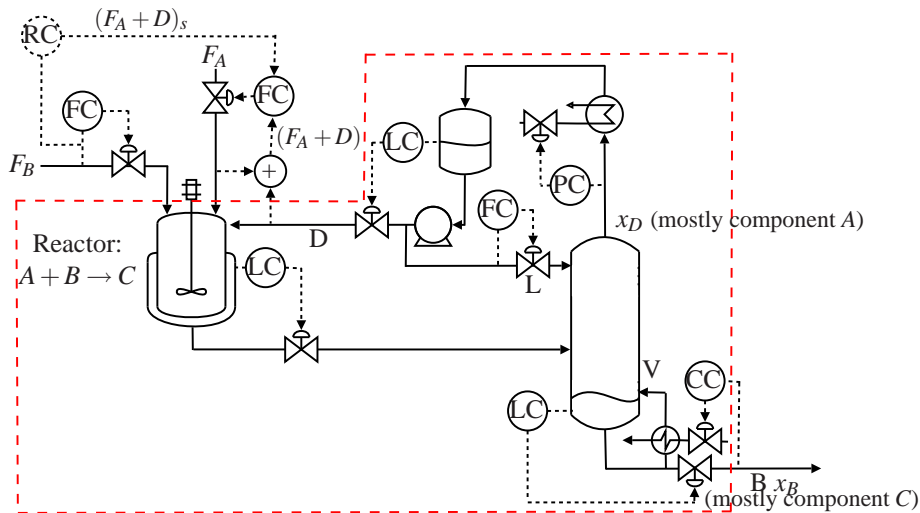 RC
(F_A + D)_s
F_A
FC
FC
(F_A + D)
F_B
+
LC
PC
FC
D
x_D (mostly component A)
Reactor:
A + B → C
LC
L
V
CC
LC
B x_B
(mostly component C)